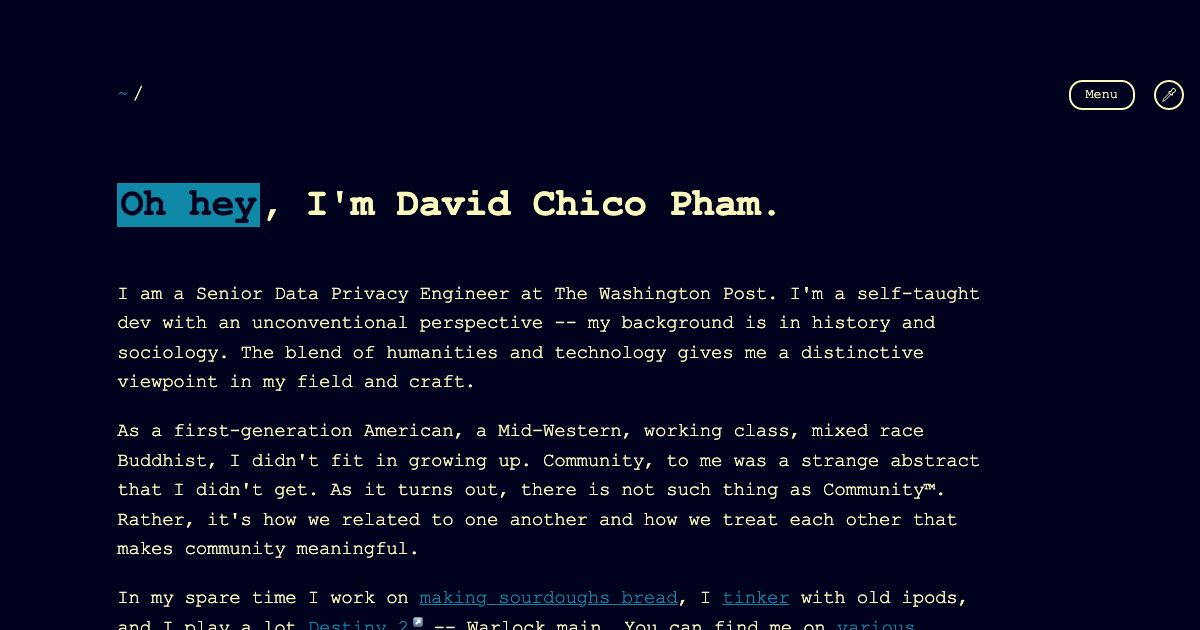 ~ /
Menu
Oh hey, I'm David Chico Pham.
I am a Senior Data Privacy Engineer at The Washington Post. I'm a self-taught
dev with an unconventional perspective -- my background is in history and
sociology. The blend of humanities and technology gives me a distinctive
viewpoint in my field and craft.
As a first-generation American, a Mid-Western, working class, mixed race
Buddhist, I didn't fit in growing up. Community, to me was a strange abstract
that I didn't get. As it turns out, there is not such thing as Community™.
Rather, it's how we related to one another and how we treat each other that
makes community meaningful.
In my spare time I work on making sourdoughs bread, I tinker with old ipods,
and I play a lot Destiny 2 -- Warlock main. You can find me on various